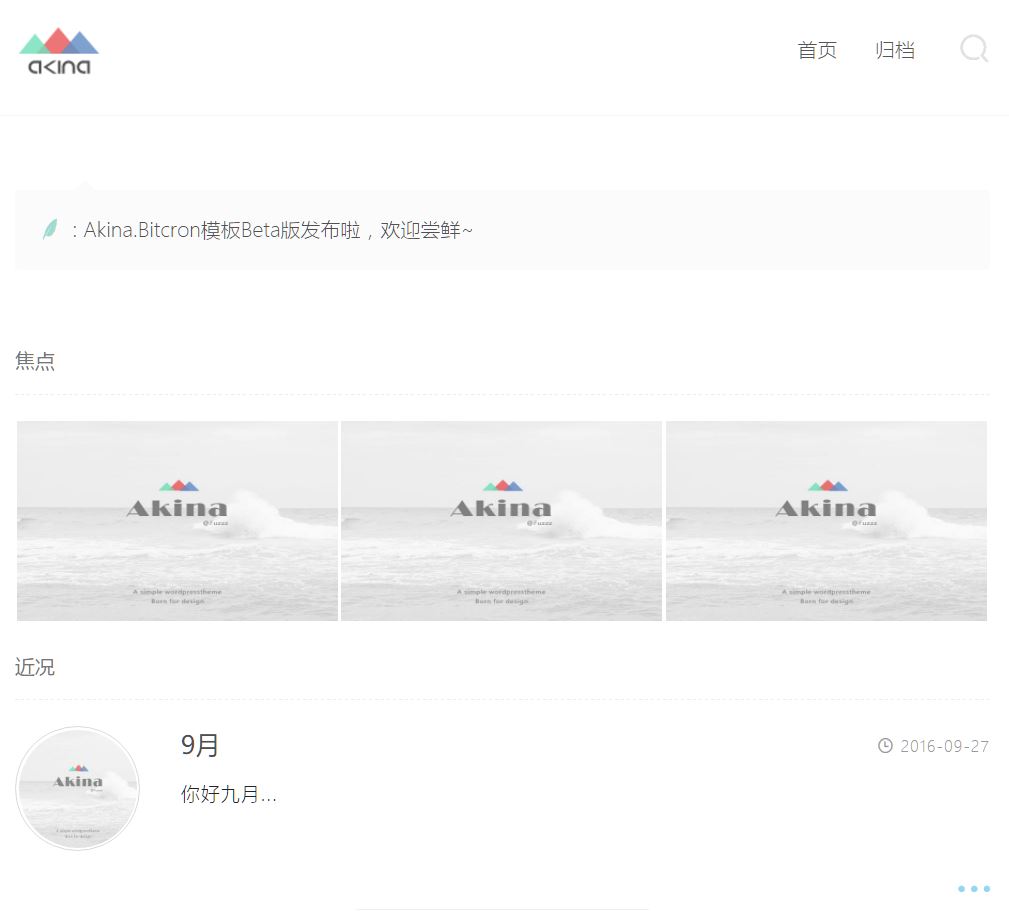 akina
首页 归档
: Akina.Bitcron模板Beta版发布啦，欢迎尝鲜~
焦点
Akina
@Fuzzz
A simple wordpresstheme
Born for design
Akina
@Fuzzz
A simple wordpresstheme
Born for design
Akina
@Fuzzz
A simple wordpresstheme
Born for design
近况
Akina
9月
2016-09-27
你好九月...